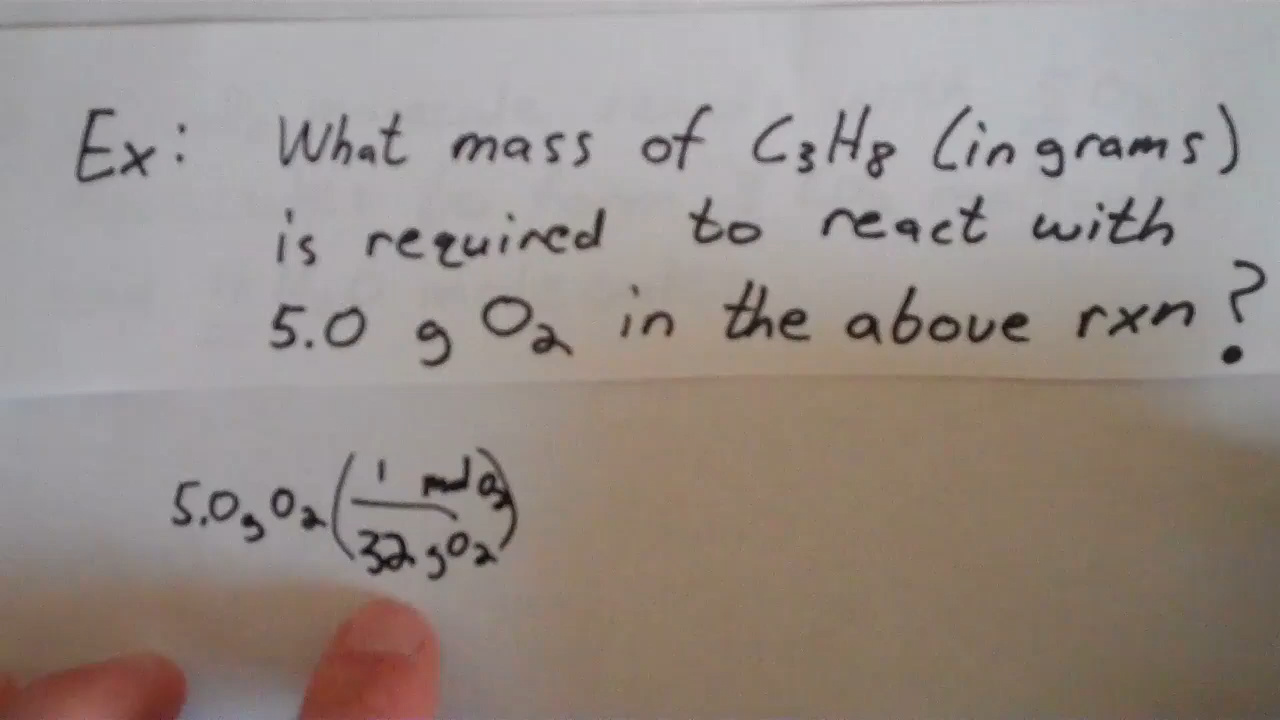 Ex: What mass of C₃H₈ (in grams)
is required to react with
5.0 g O₂ in the above rxn?
5.0g O₂ (1 mol O₂ / 32 g O₂)